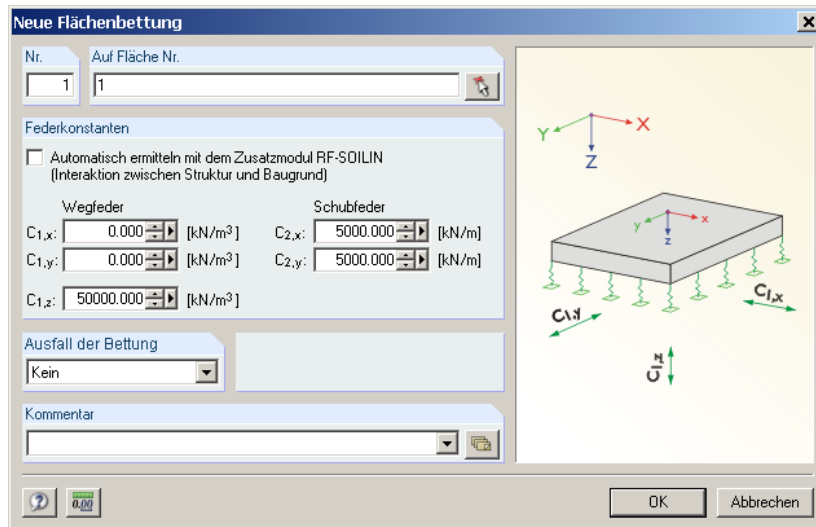 Neue Flächenbettung
Nr.
1
Auf Fläche Nr.
1
Federkonstanten
Automatisch ermitteln mit dem Zusatzmodul RF-SOILIN
(Interaktion zwischen Struktur und Baugrund)
Wegfeder Schubfeder
C1,x: 0.000 [kN/m³] C2,x: 5000.000 [kN/m]
C1,y: 0.000 [kN/m³] C2,y: 5000.000 [kN/m]
C1,z: 50000.000 [kN/m³]
Ausfall der Bettung
Kein
Kommentar
Y X
Z
y x
z
C1,y C1,x
C1,z
0.00
OK Abbrechen